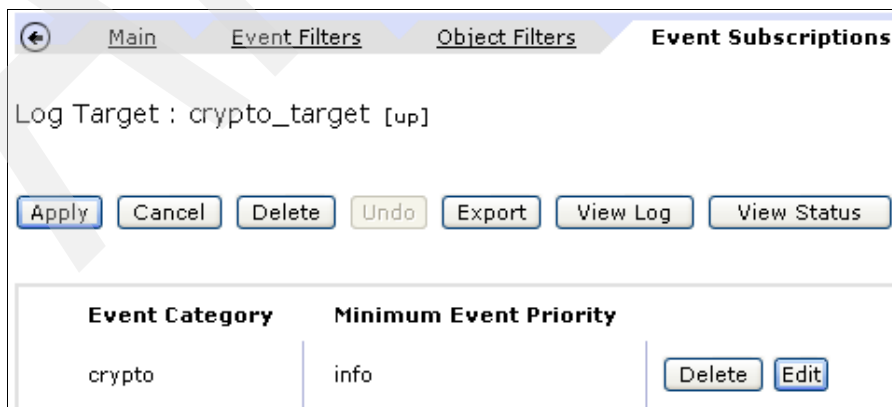 Main Event Filters Object Filters Event Subscriptions
Log Target : crypto_target [up]
Apply Cancel Delete Undo Export View Log View Status
Event Category Minimum Event Priority
crypto info Delete Edit